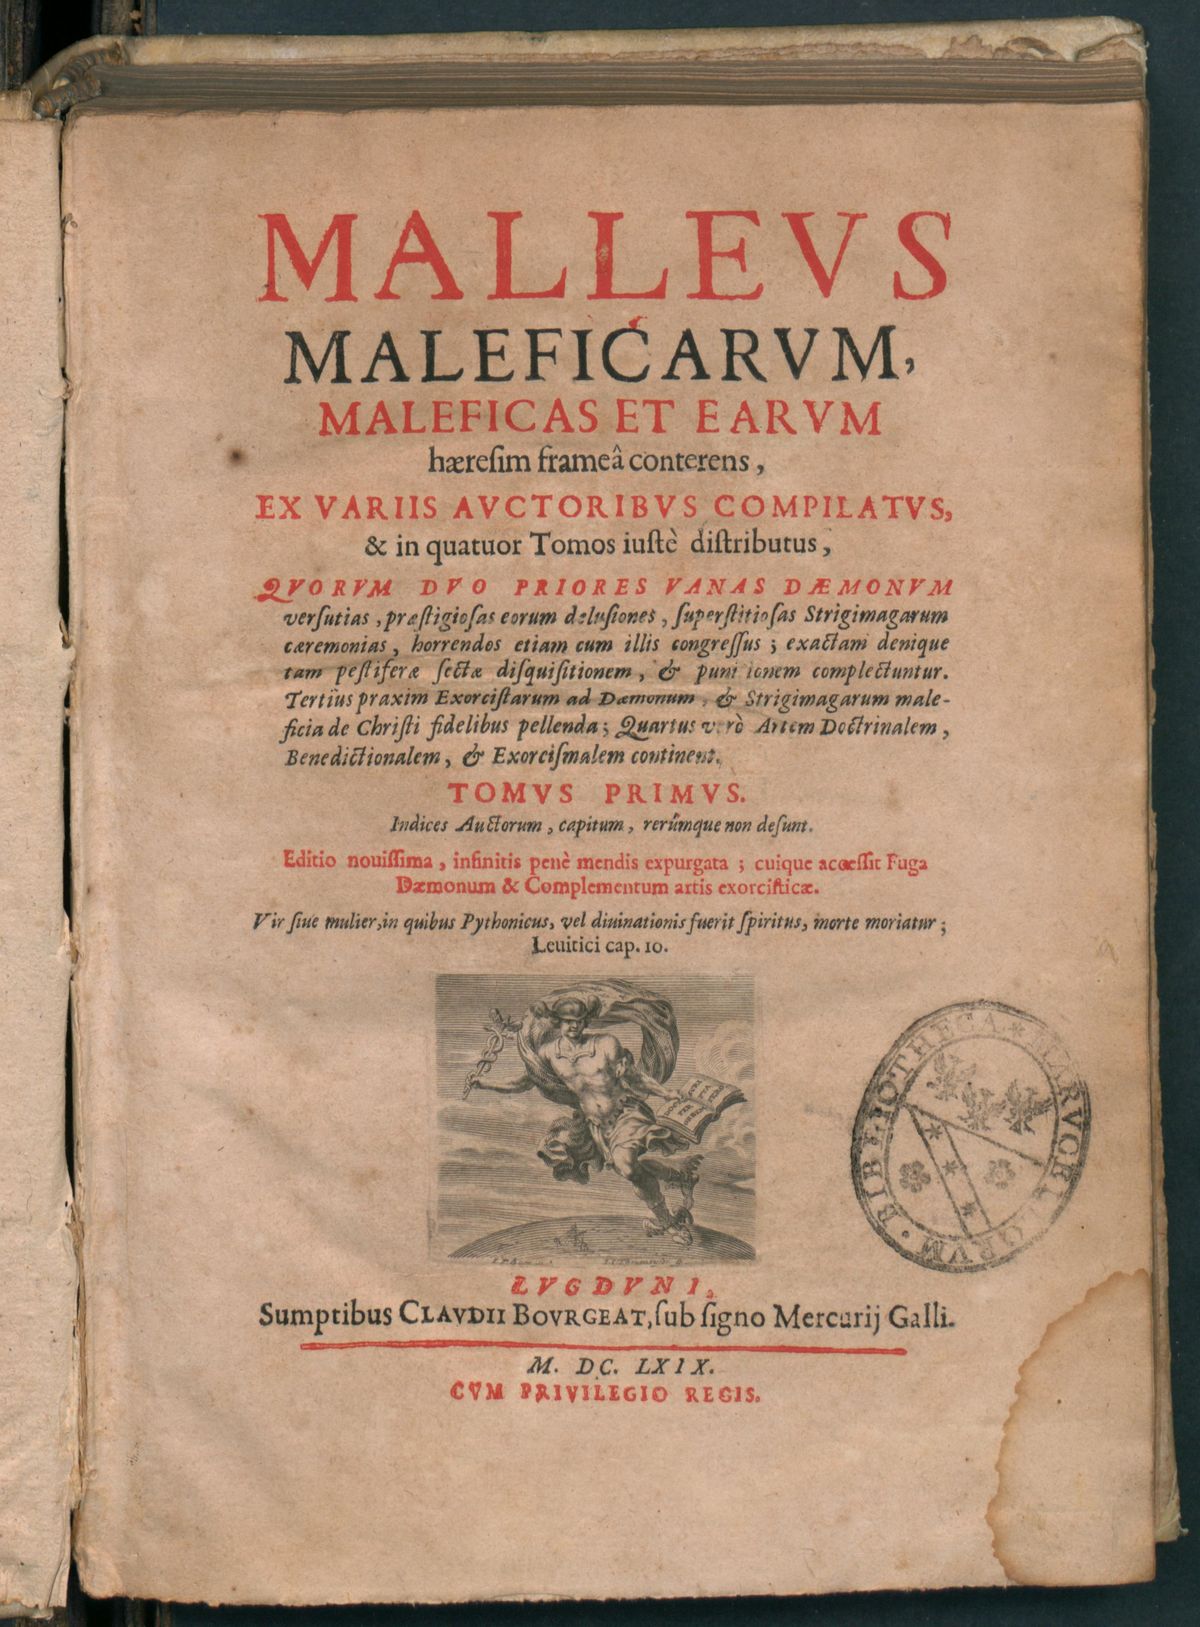 MALLEVS
MALEFICARVM,
MALEFICAS ET EARVM
hæreſim frameâ conterens,
EX VARIIS AVCTORIBVS COMPILATVS,
& in quatuor Tomos iuſtè diſtributus,
QVORVM DVO PRIORES VANAS DÆMONVM
verſutias, præſtigioſas eorum deluſiones, ſuperſtitioſas Strigimagarum
cæremonias, horrendos etiam cum illis congreſſus; exactam denique
tam peſtiferæ ſectæ diſquiſitionem, & punitionem complectuntur.
Tertius praxim Exorciſtarum ad Dæmonum, & Strigimagarum male-
ficia de Chriſti fidelibus pellenda; Quartus verò Artem Doctrinalem,
Benedictionalem, & Exorciſmalem continent.
TOMVS PRIMVS.
Indices Auctorum, capitum, rerúmque non deſunt.
Editio nouiſſima, infinitis penè mendis expurgata; cuique acceſſit Fuga
Dæmonum & Complementum artis exorciſticæ.
Vir ſiue mulier, in quibus Pythonicus, vel diuinationis fuerit ſpiritus, morte moriatur;
Leuitici cap. 10.
BIBLIOTHECA * MARVCELLORVM •
LVGDVNI,
Sumptibus CLAVDII BOVRGEAT, ſub ſigno Mercurij Galli.
M. DC. LXIX.
CVM PRIVILEGIO REGIS.